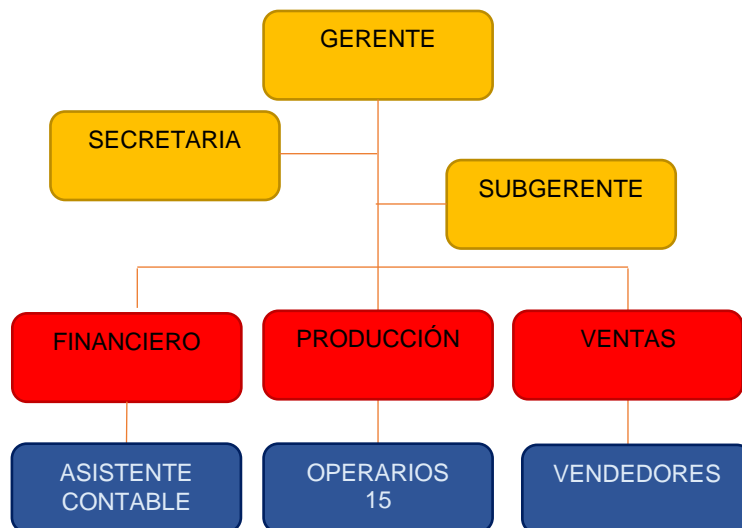 GERENTE
SECRETARIA
SUBGERENTE
FINANCIERO
PRODUCCIÓN
VENTAS
ASISTENTE
CONTABLE
OPERARIOS
15
VENDEDORES